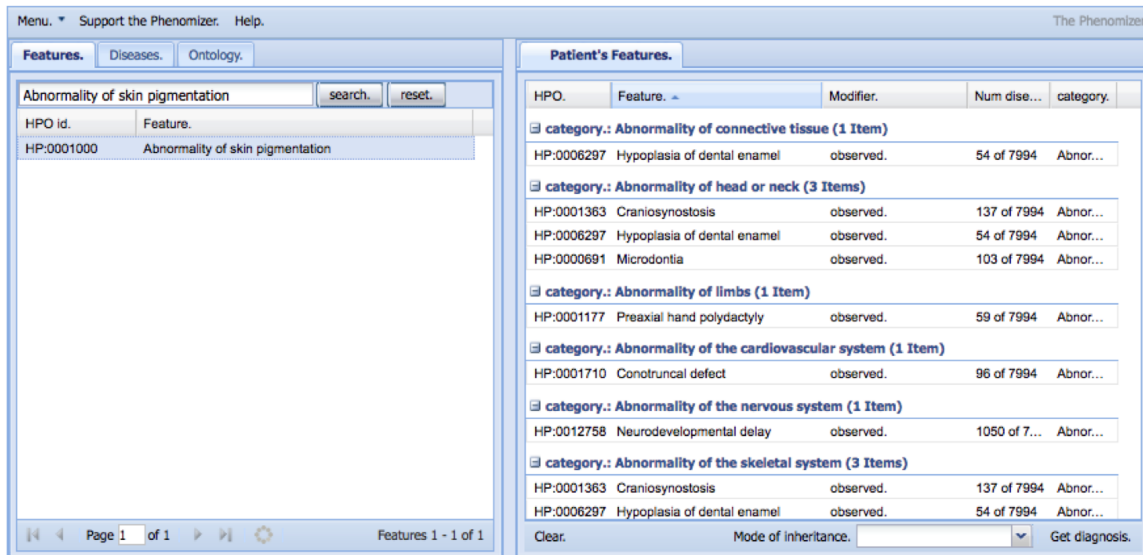 Menu. Support the Phenomizer. Help. The Phenomizer
Features. Diseases. Ontology.
Abnormality of skin pigmentation search. reset.
HPO id. Feature.
HP:0001000 Abnormality of skin pigmentation
Page 1 of 1 Features 1 - 1 of 1
Patient's Features.
HPO. Feature. Modifier. Num dise... category.
category.: Abnormality of connective tissue (1 Item)
HP:0006297 Hypoplasia of dental enamel observed. 54 of 7994 Abnor...
category.: Abnormality of head or neck (3 Items)
HP:0001363 Craniosynostosis observed. 137 of 7994 Abnor...
HP:0006297 Hypoplasia of dental enamel observed. 54 of 7994 Abnor...
HP:0000691 Microdontia observed. 103 of 7994 Abnor...
category.: Abnormality of limbs (1 Item)
HP:0001177 Preaxial hand polydactyly observed. 59 of 7994 Abnor...
category.: Abnormality of the cardiovascular system (1 Item)
HP:0001710 Conotruncal defect observed. 96 of 7994 Abnor...
category.: Abnormality of the nervous system (1 Item)
HP:0012758 Neurodevelopmental delay observed. 1050 of 7... Abnor...
category.: Abnormality of the skeletal system (3 Items)
HP:0001363 Craniosynostosis observed. 137 of 7994 Abnor...
HP:0006297 Hypoplasia of dental enamel observed. 54 of 7994 Abnor...
Clear. Mode of inheritance. Get diagnosis.